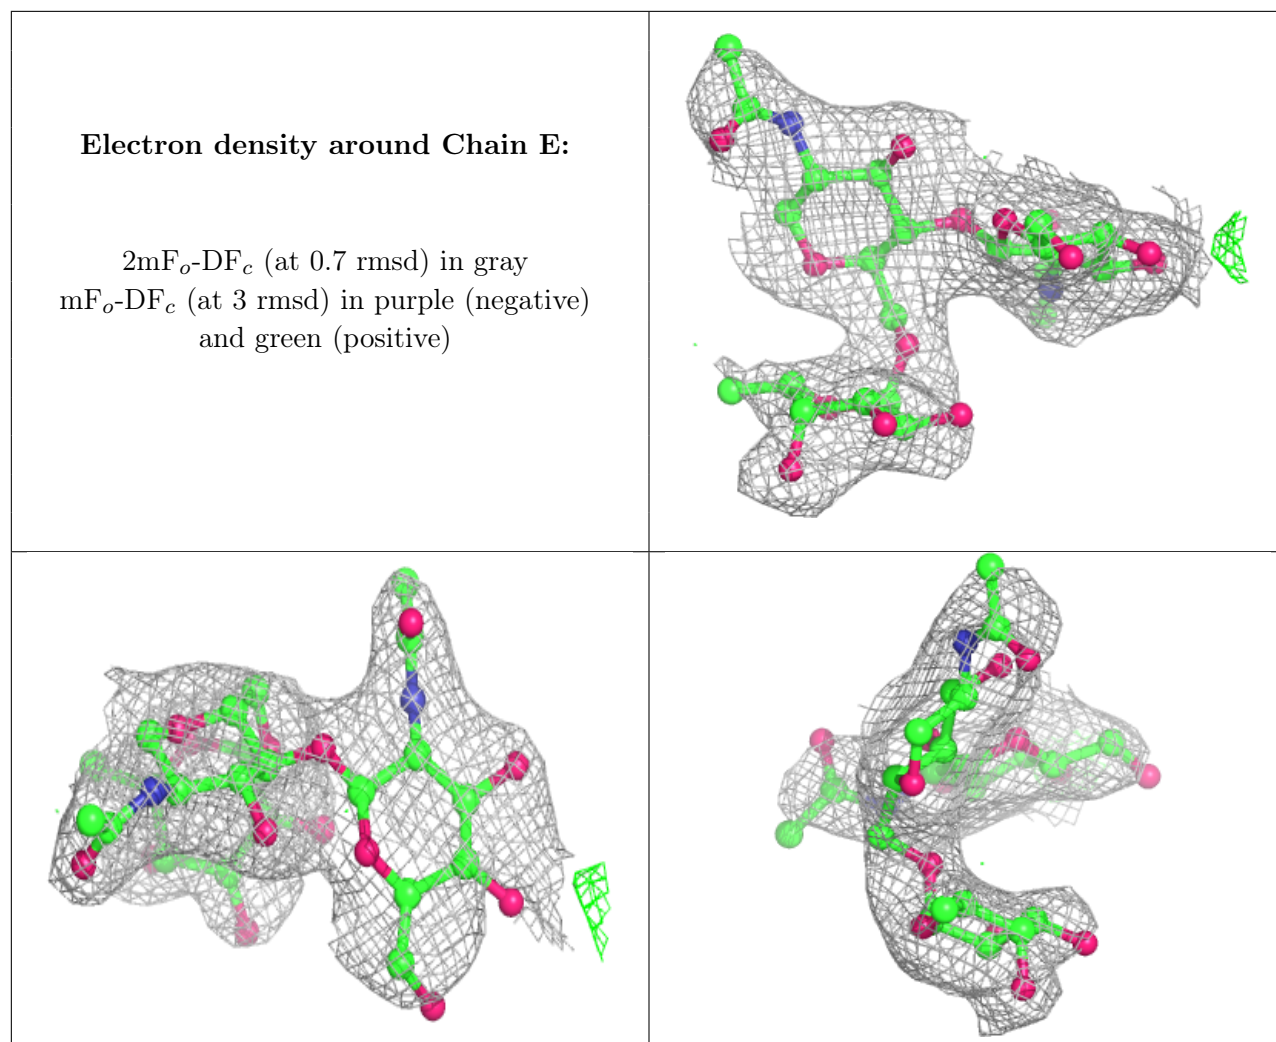 Electron density around Chain E:
2mFo-DFc (at 0.7 rmsd) in gray
mFo-DFc (at 3 rmsd) in purple (negative)
and green (positive)